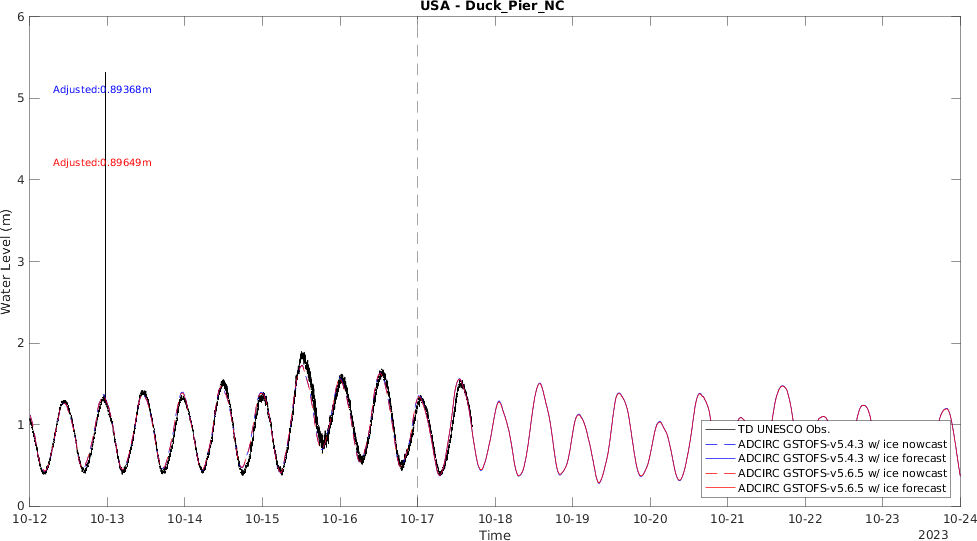 USA - Duck_Pier_NC
6
5
4
3
2
1
0
Water Level (m)
Adjusted:0.89368m
Adjusted:0.89649m
TD UNESCO Obs.
ADCIRC GSTOFS-v5.4.3 w/ ice nowcast
ADCIRC GSTOFS-v5.4.3 w/ ice forecast
ADCIRC GSTOFS-v5.6.5 w/ ice nowcast
ADCIRC GSTOFS-v5.6.5 w/ ice forecast
10-12 10-13 10-14 10-15 10-16 10-17 10-18 10-19 10-20 10-21 10-22 10-23 10-24
Time
2023